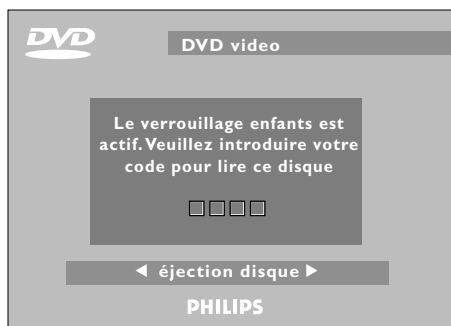 DVD
DVD video
Le verrouillage enfants est
actif. Veuillez introduire votre
code pour lire ce disque
◀ éjection disque ▶
PHILIPS